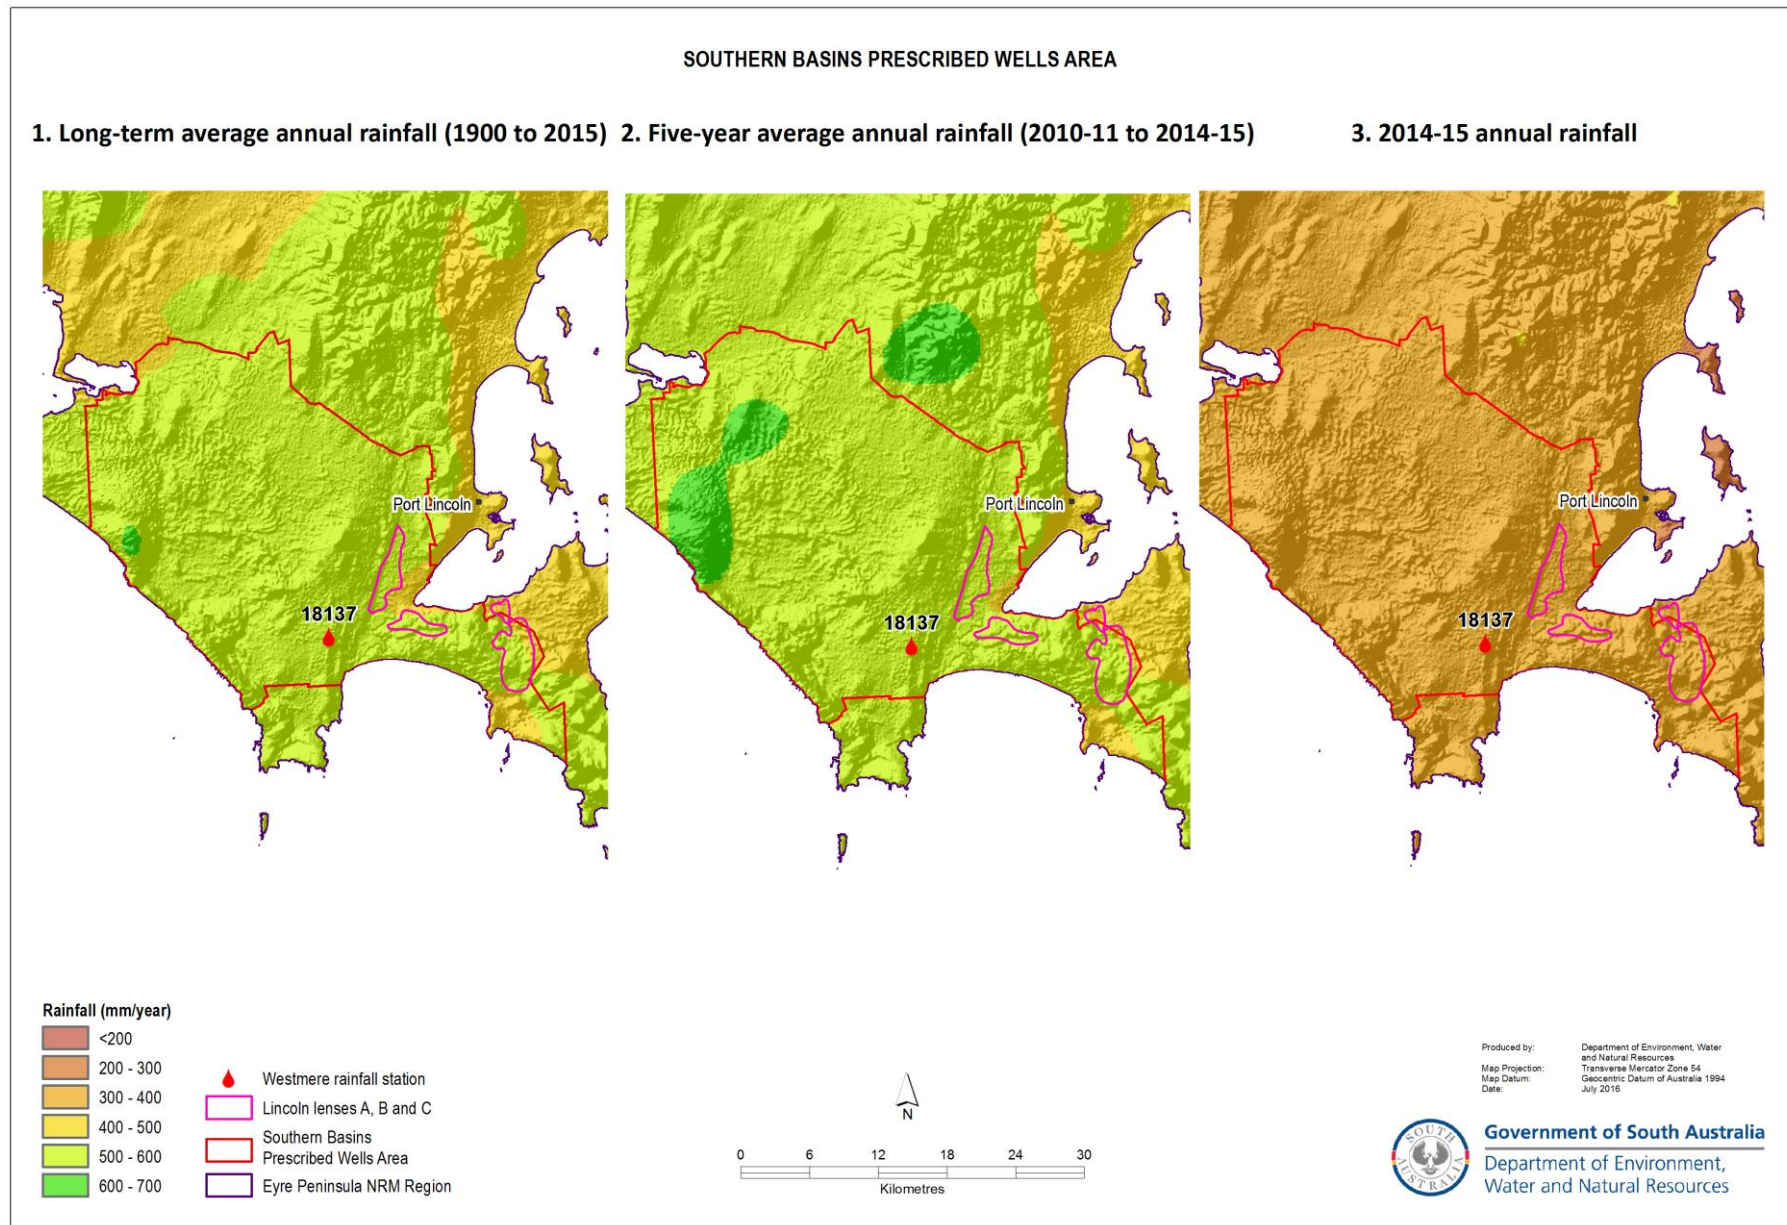 SOUTHERN BASINS PRESCRIBED WELLS AREA
1. Long-term average annual rainfall (1900 to 2015)
2. Five-year average annual rainfall (2010-11 to 2014-15)
3. 2014-15 annual rainfall
Port Lincoln
18137
Port Lincoln
18137
Port Lincoln
18137
Rainfall (mm/year)
<200
200 - 300
300 - 400
400 - 500
500 - 600
600 - 700
Westmere rainfall station
Lincoln lenses A, B and C
Southern Basins
Prescribed Wells Area
Eyre Peninsula NRM Region
N
0 6 12 18 24 30
Kilometres
Produced by: Department of Environment, Water
and Natural Resources
Map Projection: Transverse Mercator Zone 54
Map Datum: Geocentric Datum of Australia 1994
Date: July 2016
SOUTH
AUSTRALIA
Government of South Australia
Department of Environment,
Water and Natural Resources